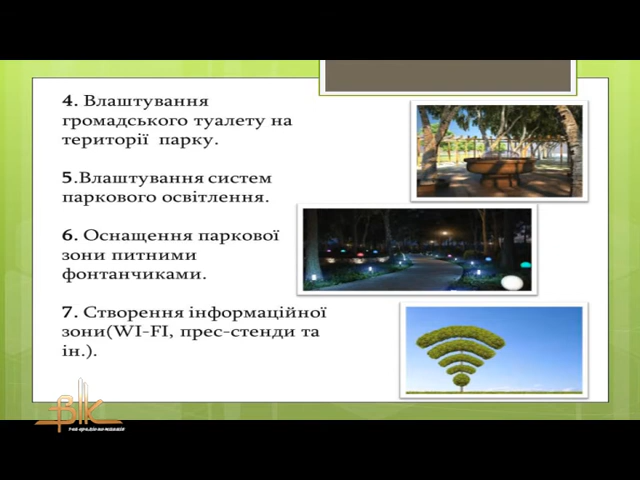 4. Влаштування
громадського туалету на
території парку.
5.Влаштування систем
паркового освітлення.
6. Оснащення паркової
зони питними
фонтанчиками.
7. Створення інформаційної
зони(WI-FI, прес-стенди та
ін.).
ВІК